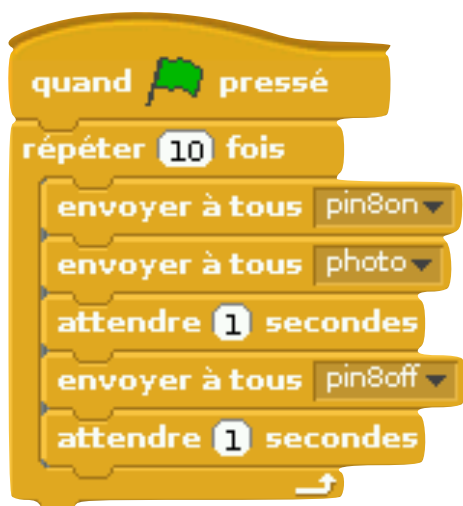 quand pressé
répéter 10 fois
envoyer à tous pin8on
envoyer à tous photo
attendre 1 secondes
envoyer à tous pin8off
attendre 1 secondes